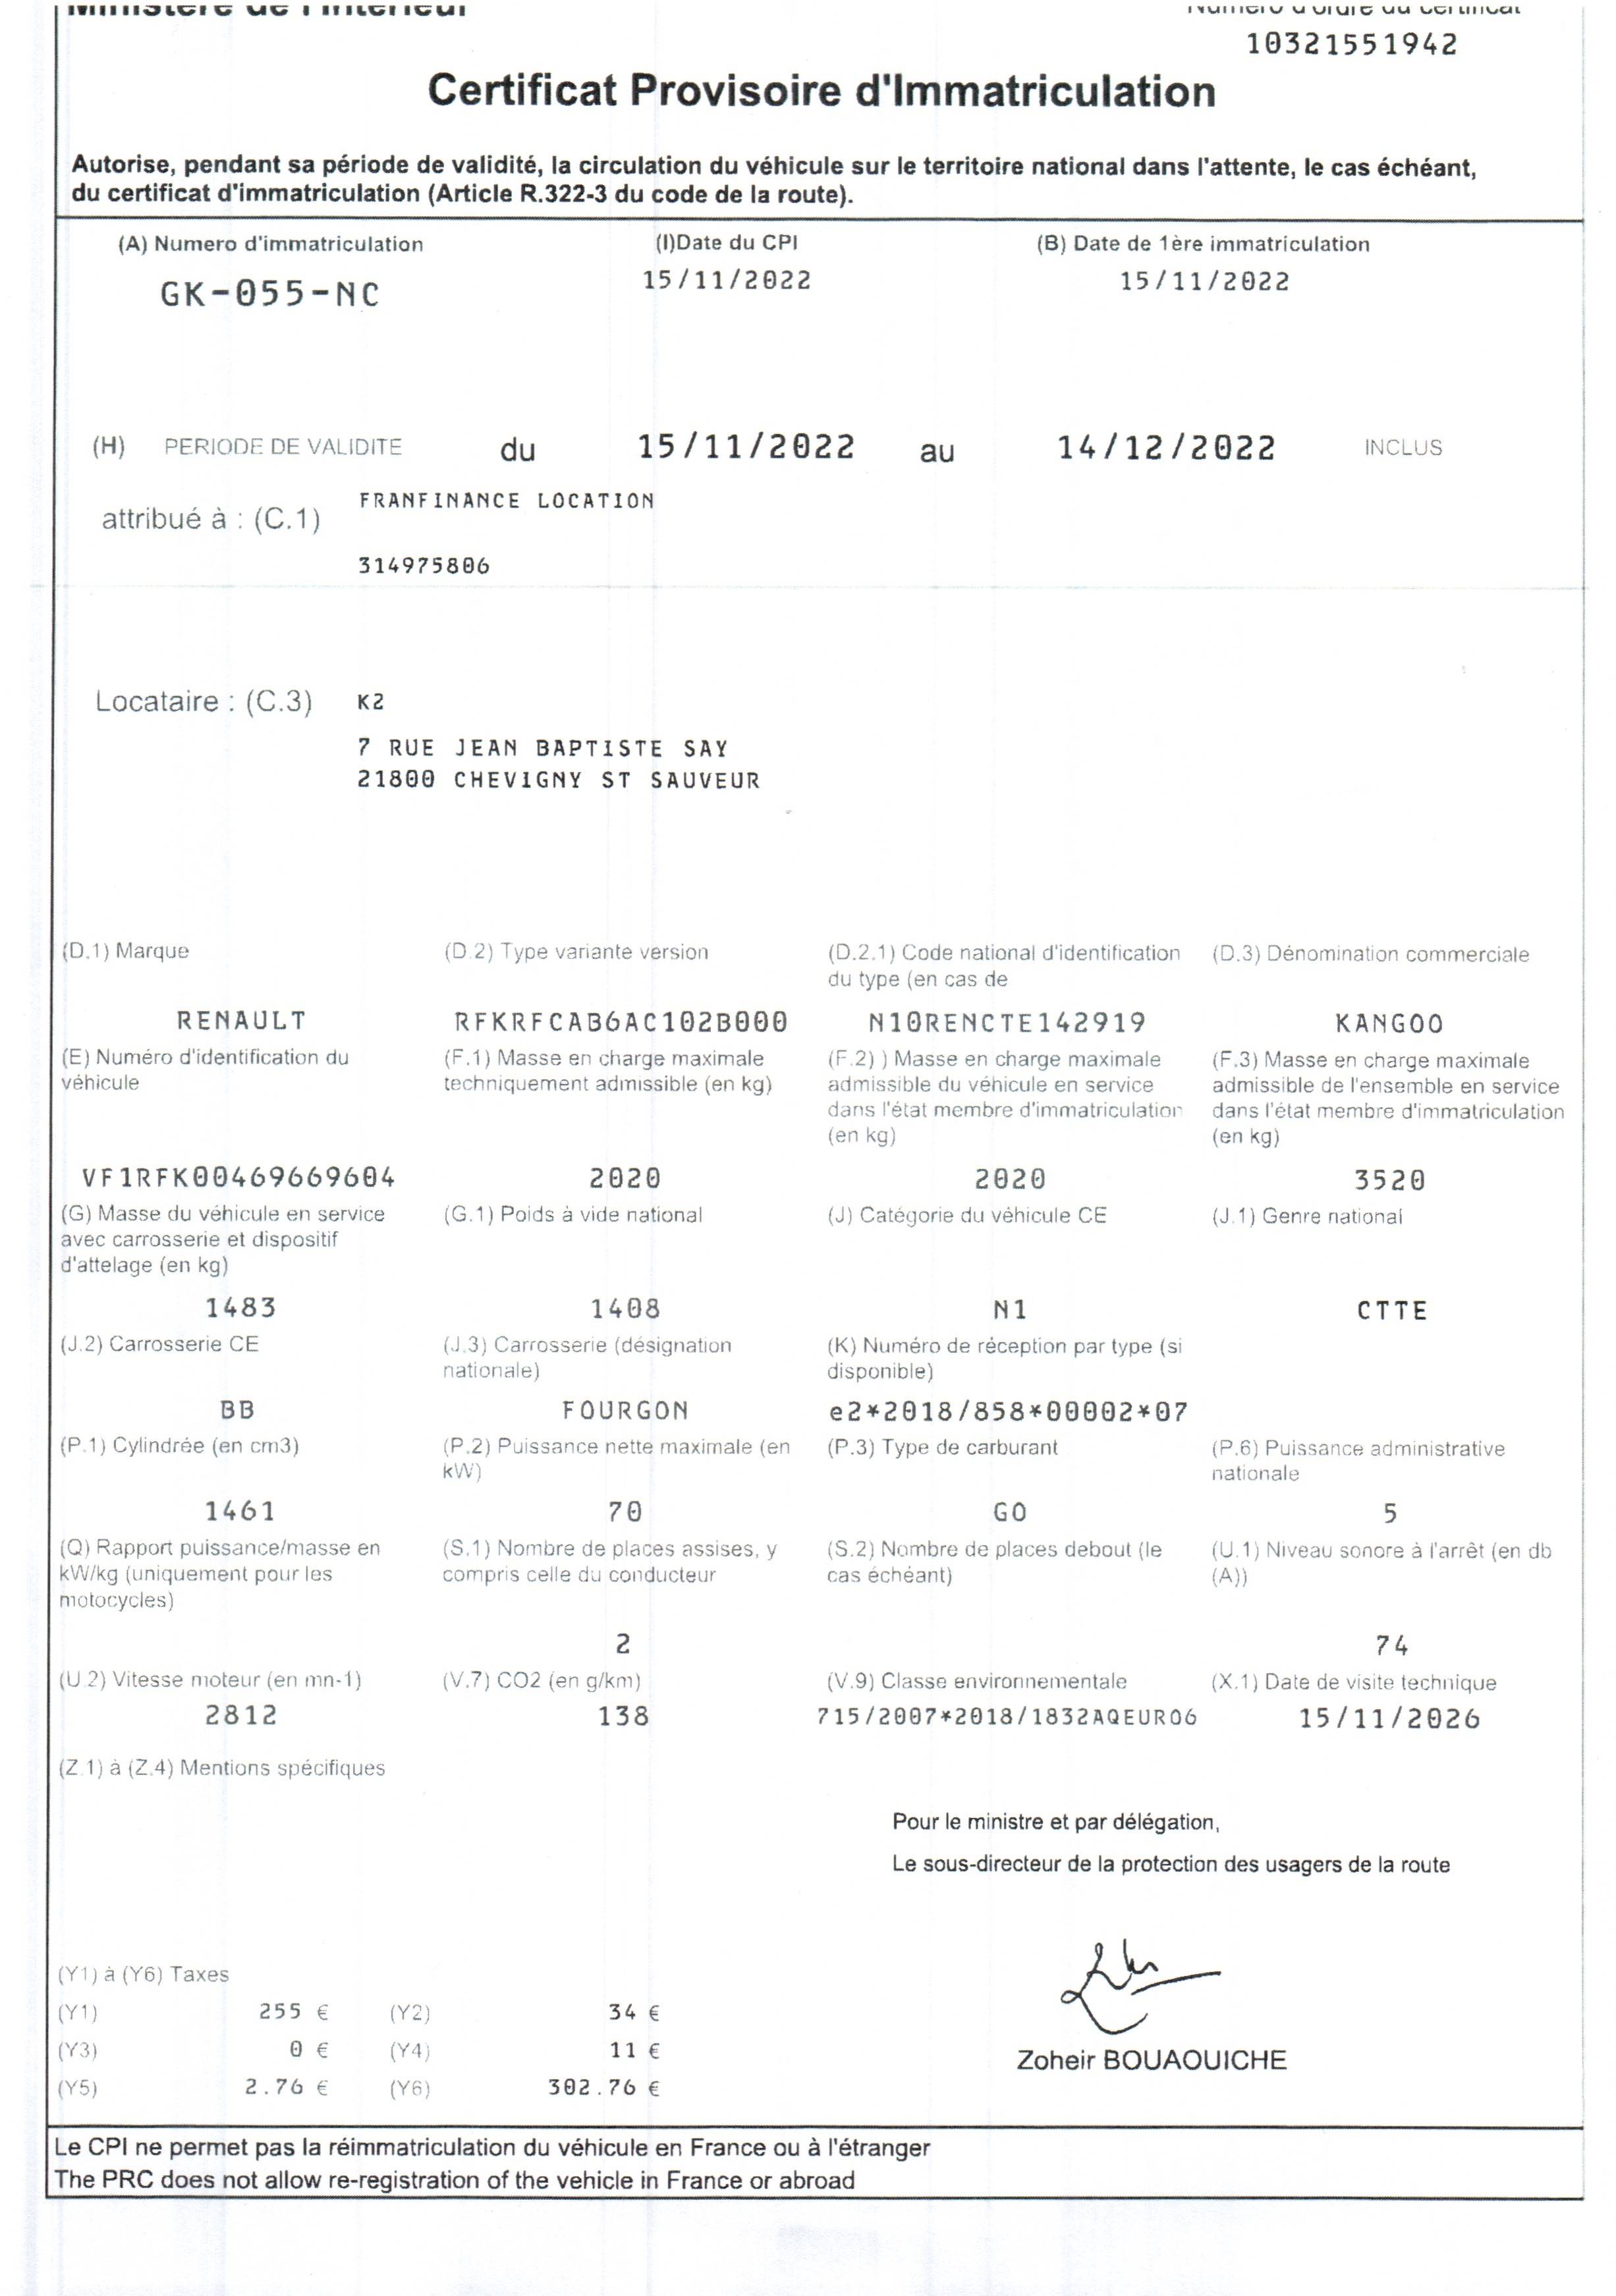 Ministère de l'Intérieur
Numéro d'ordre du certificat
10321551942
Certificat Provisoire d'Immatriculation
Autorise, pendant sa période de validité, la circulation du véhicule sur le territoire national dans l'attente, le cas échéant,
du certificat d'immatriculation (Article R.322-3 du code de la route).
(A) Numero d'immatriculation (I)Date du CPI (B) Date de 1ère immatriculation
GK-055-NC 15/11/2022 15/11/2022
(H) PERIODE DE VALIDITE du 15/11/2022 au 14/12/2022 INCLUS
attribué à : (C.1) FRANFINANCE LOCATION
314975806
Locataire : (C.3) K2
7 RUE JEAN BAPTISTE SAY
21800 CHEVIGNY ST SAUVEUR
(D.1) Marque (D.2) Type variante version (D.2.1) Code national d'identification (D.3) Dénomination commerciale
du type (en cas de
RENAULT RFKRFCAB6AC102B000 N10RENCTE142919 KANGOO
(E) Numéro d'identification du (F.1) Masse en charge maximale (F.2) ) Masse en charge maximale (F.3) Masse en charge maximale
véhicule techniquement admissible (en kg) admissible du véhicule en service admissible de l'ensemble en service
dans l'état membre d'immatriculation dans l'état membre d'immatriculation
(en kg) (en kg)
VF1RFK00469669604 2020 2020 3520
(G) Masse du véhicule en service (G.1) Poids à vide national (J) Catégorie du véhicule CE (J.1) Genre national
avec carrosserie et dispositif
d'attelage (en kg)
1483 1408 N1 CTTE
(J.2) Carrosserie CE (J.3) Carrosserie (désignation (K) Numéro de réception par type (si
nationale) disponible)
BB FOURGON e2*2018/858*00002*07
(P.1) Cylindrée (en cm3) (P.2) Puissance nette maximale (en (P.3) Type de carburant (P.6) Puissance administrative
kW) nationale
1461 70 GO 5
(Q) Rapport puissance/masse en (S.1) Nombre de places assises, y (S.2) Nombre de places debout (le (U.1) Niveau sonore à l'arrêt (en db
kW/kg (uniquement pour les compris celle du conducteur cas échéant) (A))
motocycles)
2 74
(U.2) Vitesse moteur (en mn-1) (V.7) CO2 (en g/km) (V.9) Classe environnementale (X.1) Date de visite technique
2812 138 715/2007*2018/1832AQEURO6 15/11/2026
(Z.1) à (Z.4) Mentions spécifiques
Pour le ministre et par délégation,
Le sous-directeur de la protection des usagers de la route
(Y1) à (Y6) Taxes
(Y1) 255 € (Y2) 34 €
(Y3) 0 € (Y4) 11 €
Zoheir BOUAOUICHE
(Y5) 2.76 € (Y6) 302.76 €
Le CPI ne permet pas la réimmatriculation du véhicule en France ou à l'étranger
The PRC does not allow re-registration of the vehicle in France or abroad